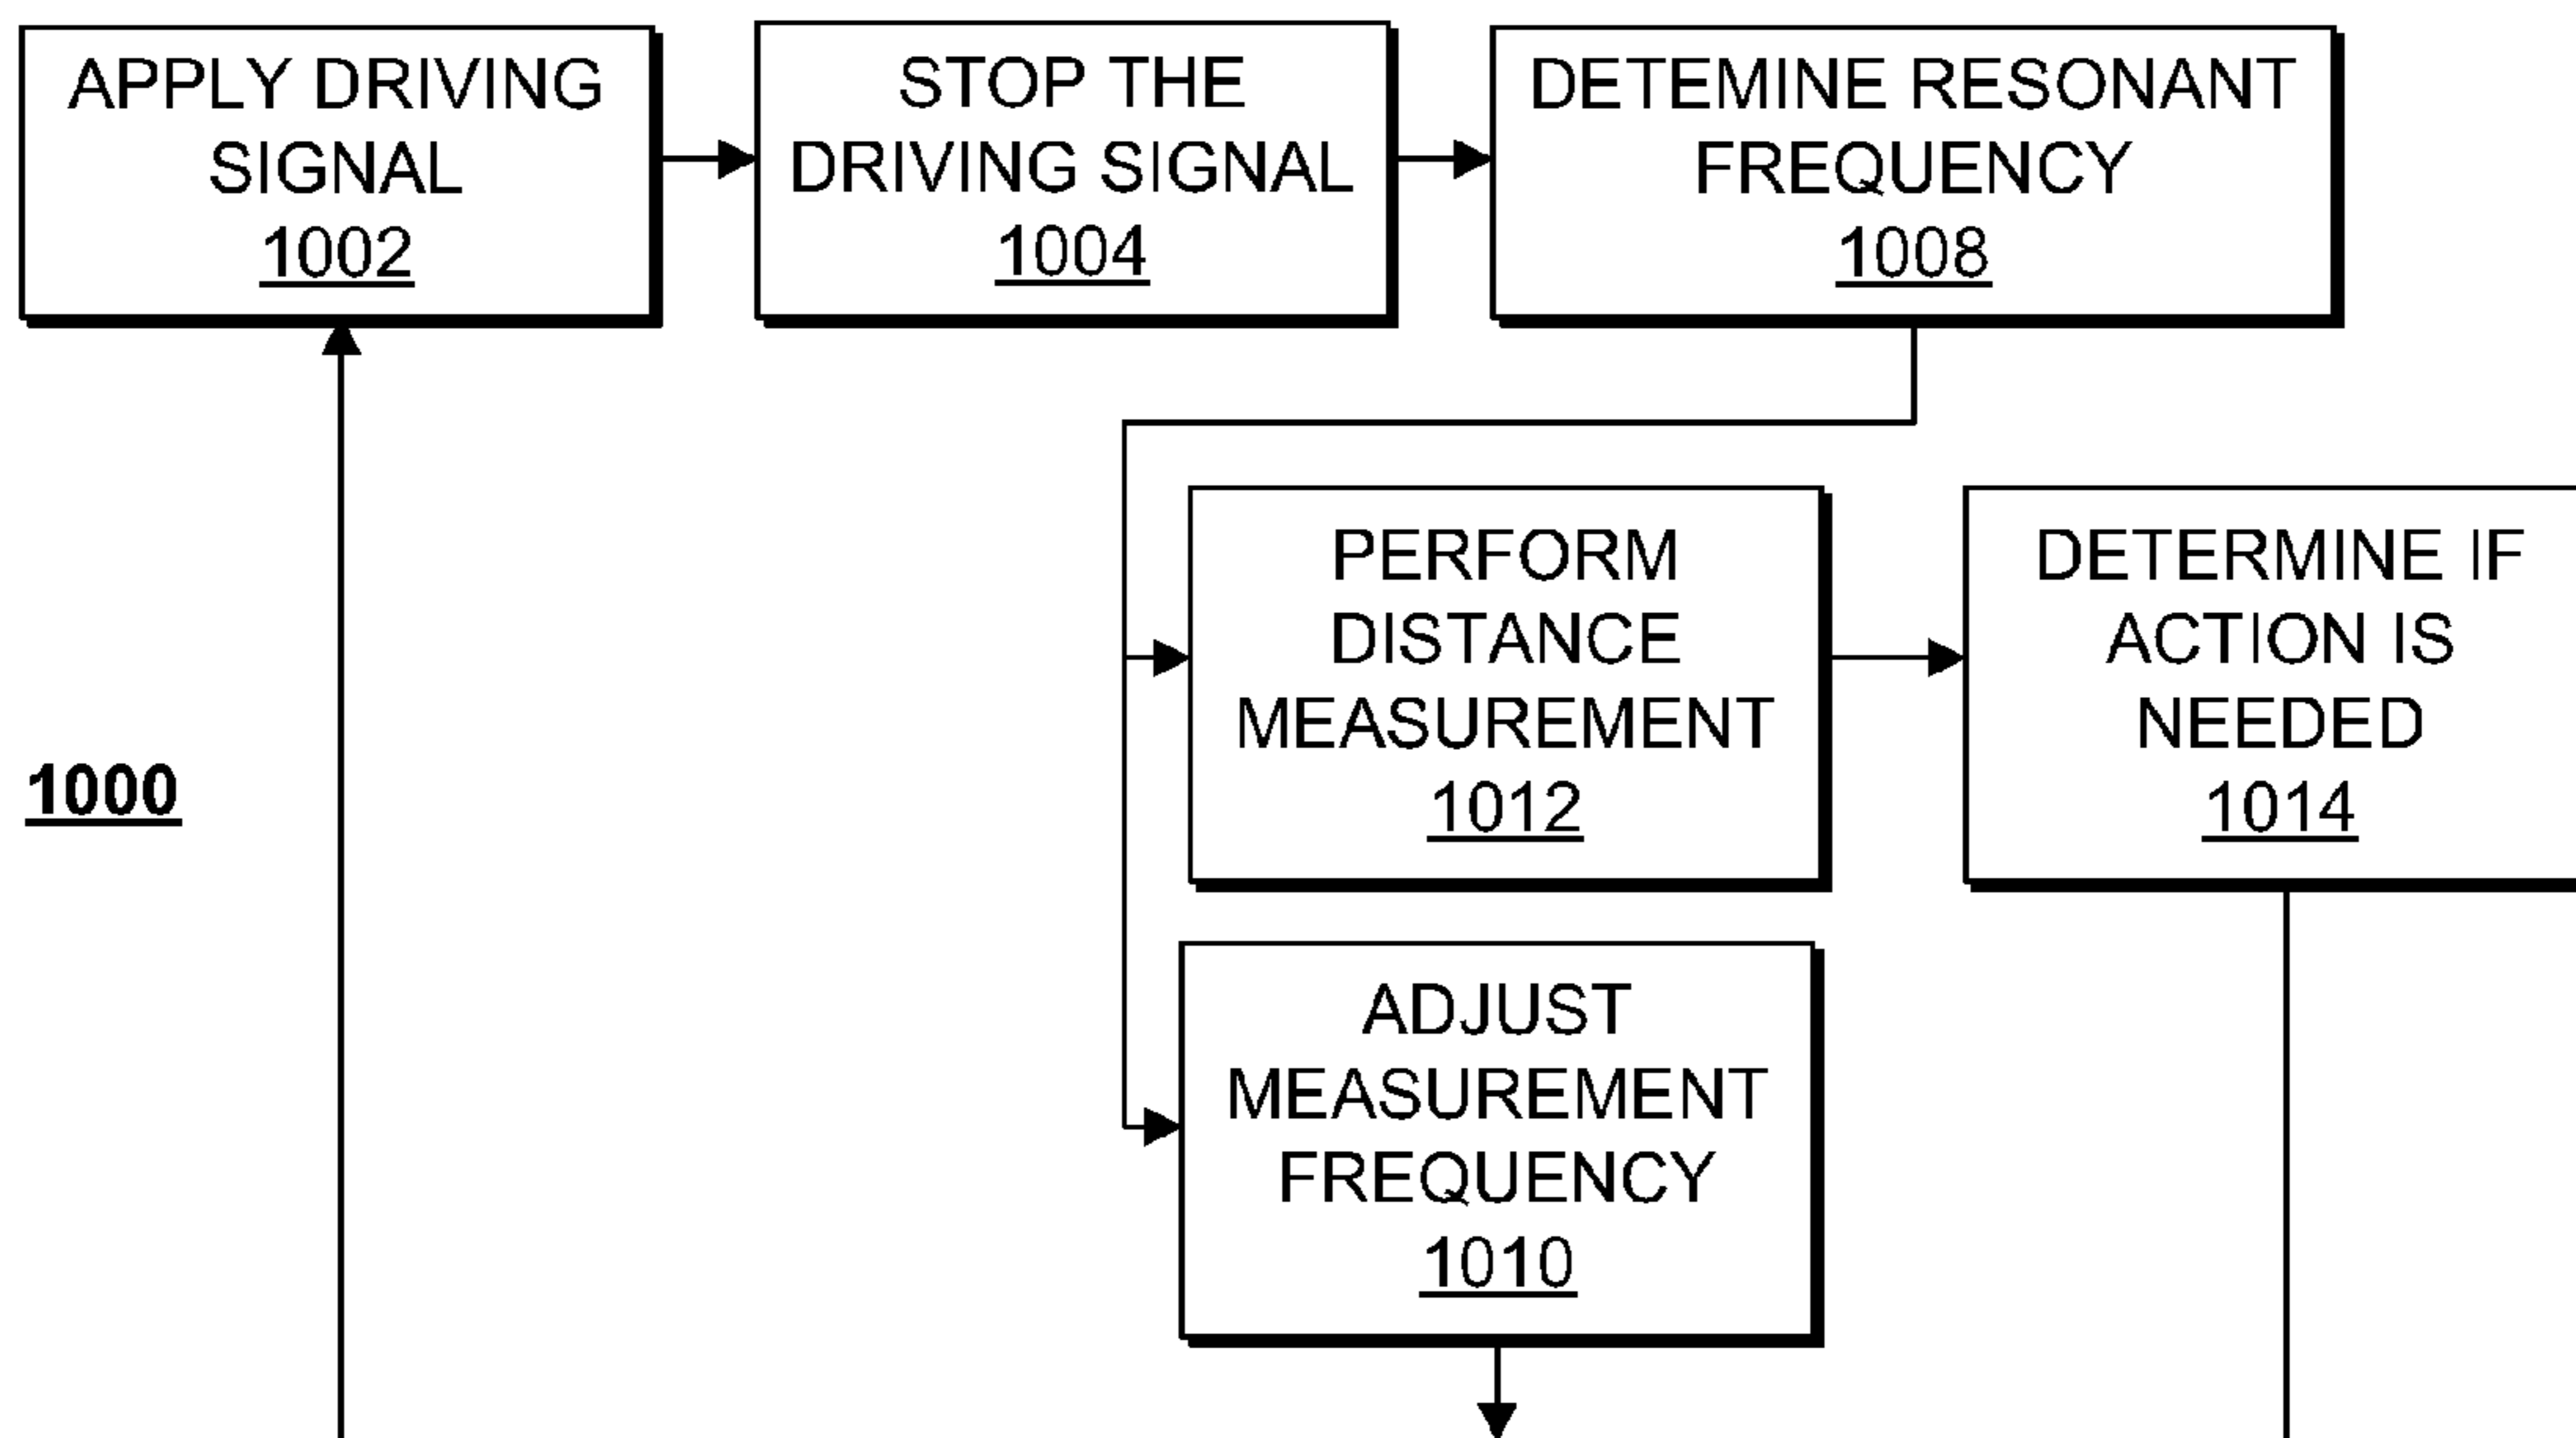 APPLY DRIVING
SIGNAL
1002
STOP THE
DRIVING SIGNAL
1004
DETEMINE RESONANT
FREQUENCY
1008
PERFORM
DISTANCE
MEASUREMENT
1012
DETERMINE IF
ACTION IS
NEEDED
1014
1000
ADJUST
MEASUREMENT
FREQUENCY
1010